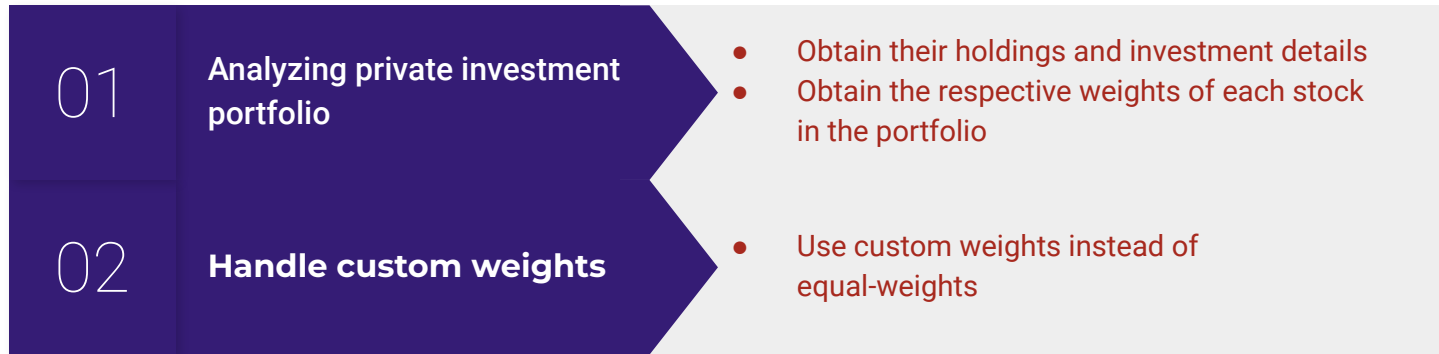 01
Analyzing private investment
portfolio
● Obtain their holdings and investment details
● Obtain the respective weights of each stock
in the portfolio
02
Handle custom weights
● Use custom weights instead of
equal-weights